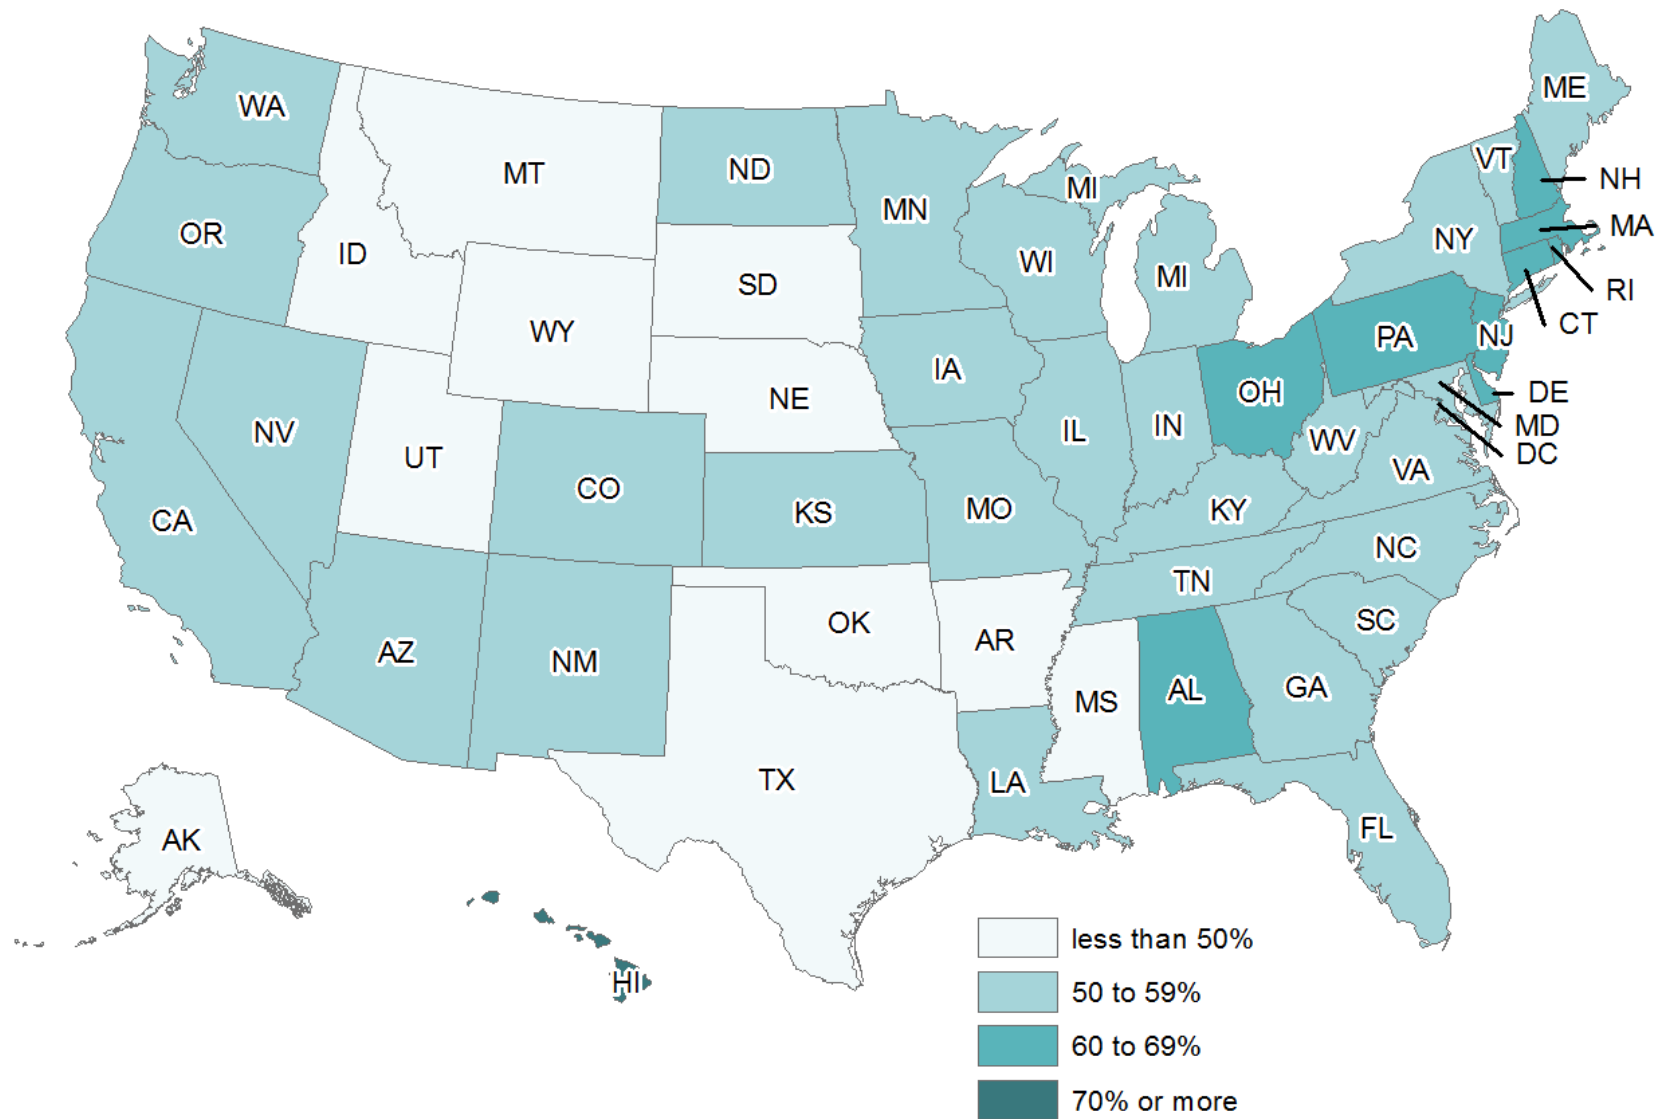 ME
WA
VT
MT
ND
NH
MI
MN
MA
OR
NY
ID
WI
MI
SD
RI
CT
WY
PA
NJ
IA
NE
OH
DE
MD
NV
IL
IN
WV
DC
UT
VA
CO
CA
KS
MO
KY
NC
TN
OK
SC
AR
AZ
NM
GA
AL
MS
TX
LA
FL
AK
HI
less than 50%
50 to 59%
60 to 69%
70% or more